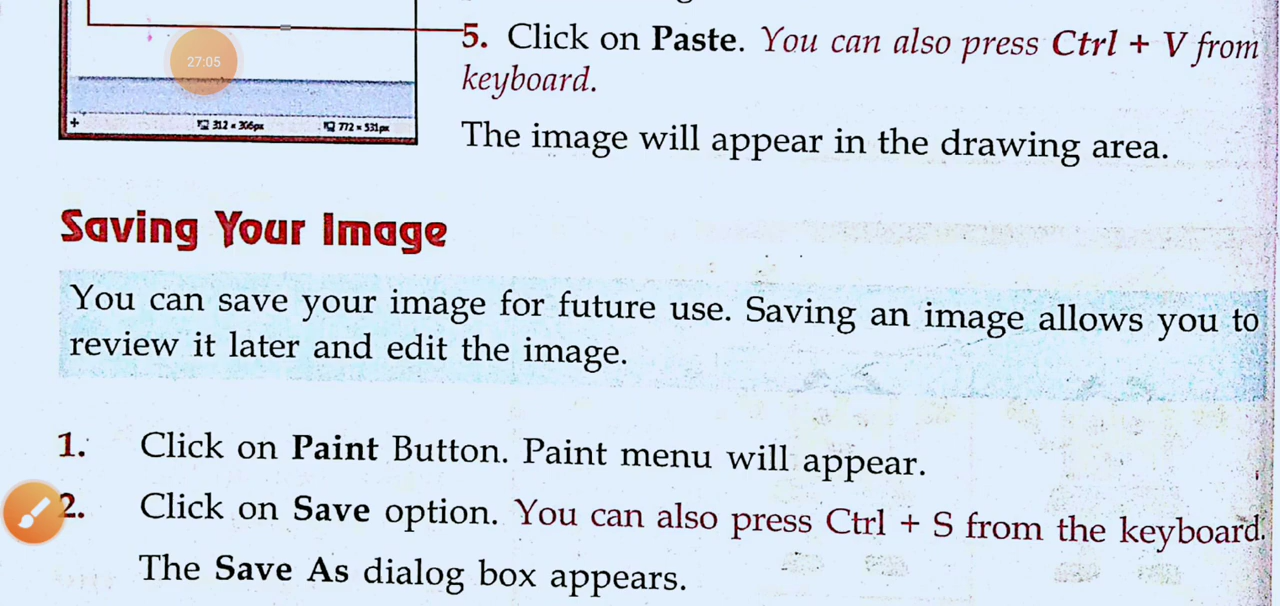 5. Click on Paste. You can also press Ctrl + V from
keyboard.
27:05
312 × 306px 772 × 531px
The image will appear in the drawing area.
Saving Your Image
You can save your image for future use. Saving an image allows you to
review it later and edit the image.
1. Click on Paint Button. Paint menu will appear.
2. Click on Save option. You can also press Ctrl + S from the keyboard.
The Save As dialog box appears.